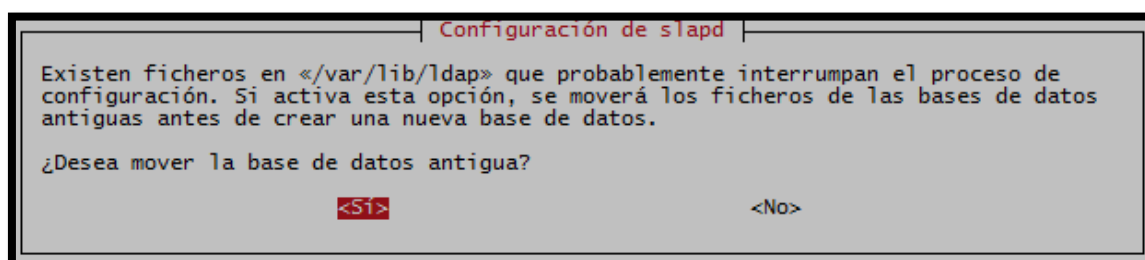 Configuración de slapd
Existen ficheros en «/var/lib/ldap» que probablemente interrumpan el proceso de
configuración. Si activa esta opción, se moverá los ficheros de las bases de datos
antiguas antes de crear una nueva base de datos.
¿Desea mover la base de datos antigua?
<Sí> <No>